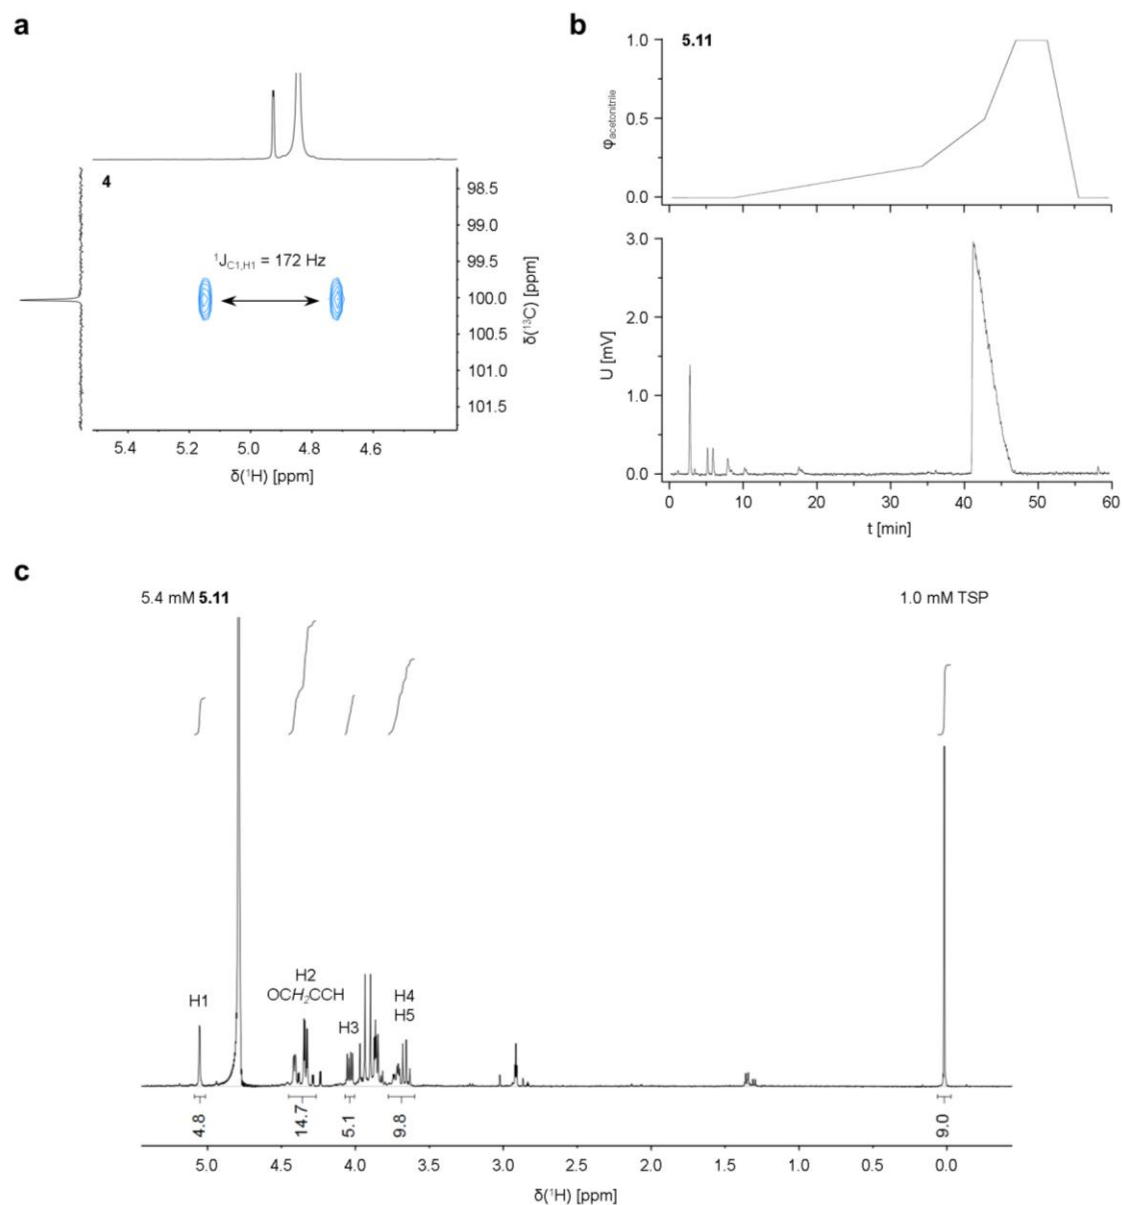 a
4
¹J_C1,H1 = 172 Hz
98.5
99.0
99.5
100.0
100.5
101.0
101.5
δ(¹³C) [ppm]
5.4 5.2 5.0 4.8 4.6
δ(¹H) [ppm]
b
5.11
1.0
0.5
0.0
φacetonitrile
3.0
2.0
1.0
0.0
U [mV]
0 10 20 30 40 50 60
t [min]
c
5.4 mM 5.11
1.0 mM TSP
H1
H2
OCH₂CCH
H3
H4
H5
4.8 14.7 5.1 9.8 9.0
5.0 4.5 4.0 3.5 3.0 2.5 2.0 1.5 1.0 0.5 0.0
δ(¹H) [ppm]